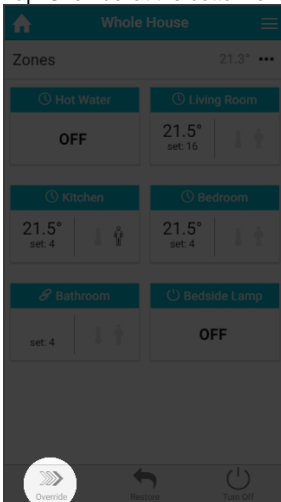 Whole House
Zones 21.3°
Hot Water
OFF
Living Room
21.5°
set: 16
Kitchen
21.5°
set: 4
Bedroom
21.5°
set: 4
Bathroom
set: 4
Bedside Lamp
OFF
Override
Restore
Turn Off